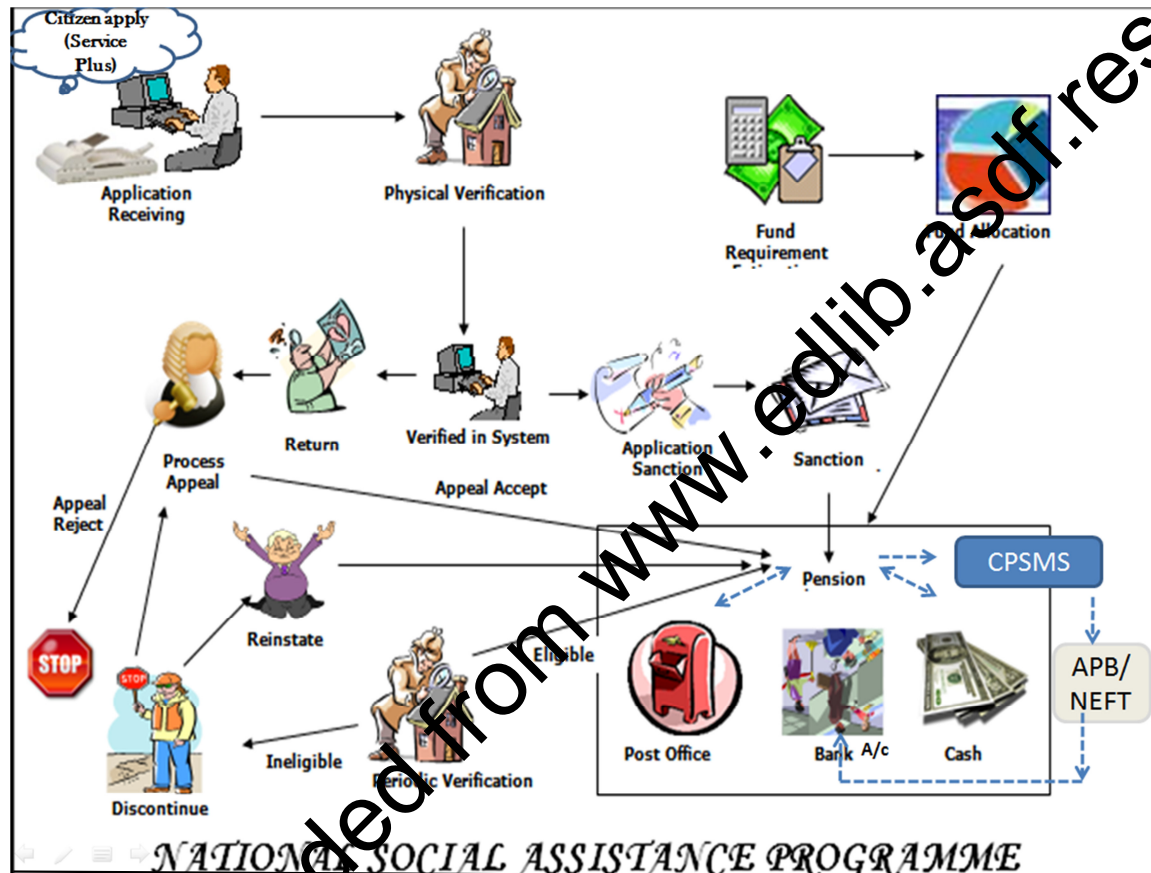 Citizen apply
(Service
Plus)
Application
Receiving
Physical Verification
Fund
Requirement
Fund Allocation
Process
Appeal
Return
Verified in System
Application
Sanction
Sanction
Appeal Accept
Appeal
Reject
Reinstate
STOP
STOP
Discontinue
Ineligible
Eligible
Periodic Verification
Pension
CPSMS
APB/
NEFT
Post Office
Bank A/c
Cash
NATIONAL SOCIAL ASSISTANCE PROGRAMME
ded from www.edlib.asdf.res